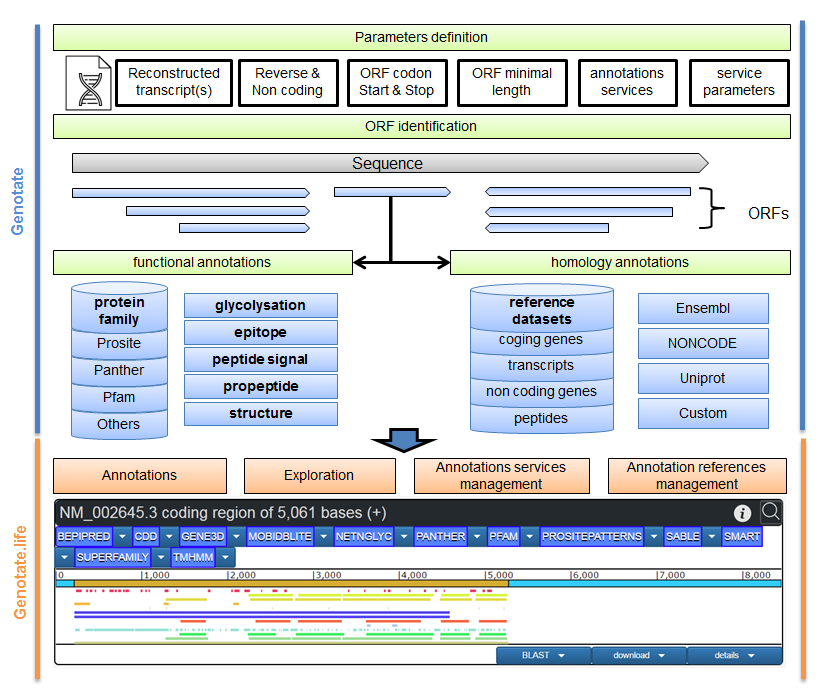 Parameters definition
Reconstructed
transcript(s)
Reverse &
Non coding
ORF codon
Start & Stop
ORF minimal
length
annotations
services
service
parameters
ORF identification
Sequence
ORFs
Genotate
functional annotations
homology annotations
protein
family
Prosite
Panther
Pfam
Others
glycolysation
epitope
peptide signal
propeptide
structure
reference
datasets
coging genes
transcripts
non coding genes
peptides
Ensembl
NONCODE
Uniprot
Custom
Genotate.life
Annotations
Exploration
Annotations services
management
Annotation references
management
NM_002645.3 coding region of 5,061 bases (+)
i
BEPIPRED CDD GENE3D MOBIDBLITE NETNGLYC PANTHER PFAM PROSITEPATTERNS SABLE SMART
SUPERFAMILY TMHMM
0 1,000 2,000 3,000 4,000 5,000 6,000 7,000 8,000
BLAST download details